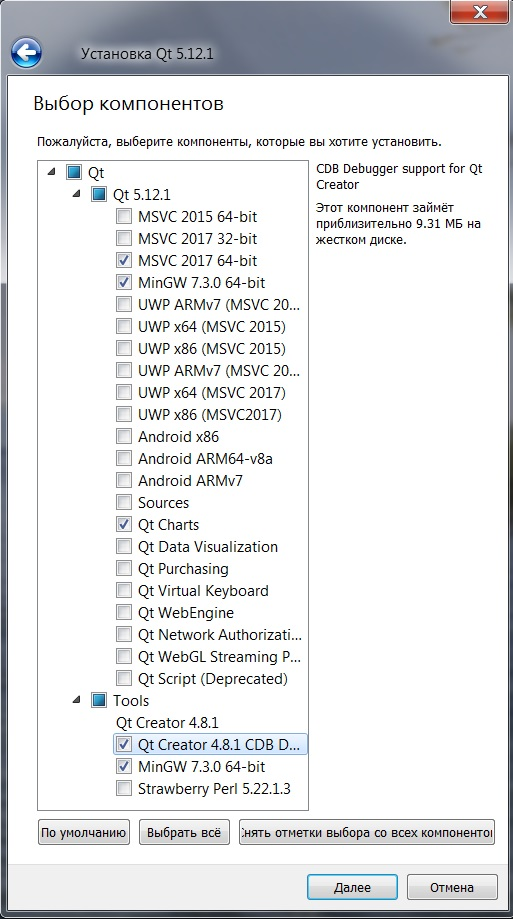 Установка Qt 5.12.1
Выбор компонентов
Пожалуйста, выберите компоненты, которые вы хотите установить.
Qt
Qt 5.12.1
MSVC 2015 64-bit
MSVC 2017 32-bit
MSVC 2017 64-bit
MinGW 7.3.0 64-bit
UWP ARMv7 (MSVC 20...
UWP x64 (MSVC 2015)
UWP x86 (MSVC 2015)
UWP ARMv7 (MSVC 20...
UWP x64 (MSVC 2017)
UWP x86 (MSVC2017)
Android x86
Android ARM64-v8a
Android ARMv7
Sources
Qt Charts
Qt Data Visualization
Qt Purchasing
Qt Virtual Keyboard
Qt WebEngine
Qt Network Authorizati...
Qt WebGL Streaming P...
Qt Script (Deprecated)
Tools
Qt Creator 4.8.1
Qt Creator 4.8.1 CDB D...
MinGW 7.3.0 64-bit
Strawberry Perl 5.22.1.3
CDB Debugger support for Qt
Creator
Этот компонент займёт
приблизительно 9.31 МБ на
жестком диске.
По умолчанию
Выбрать всё
Снять отметки выбора со всех компонентов
Далее
Отмена